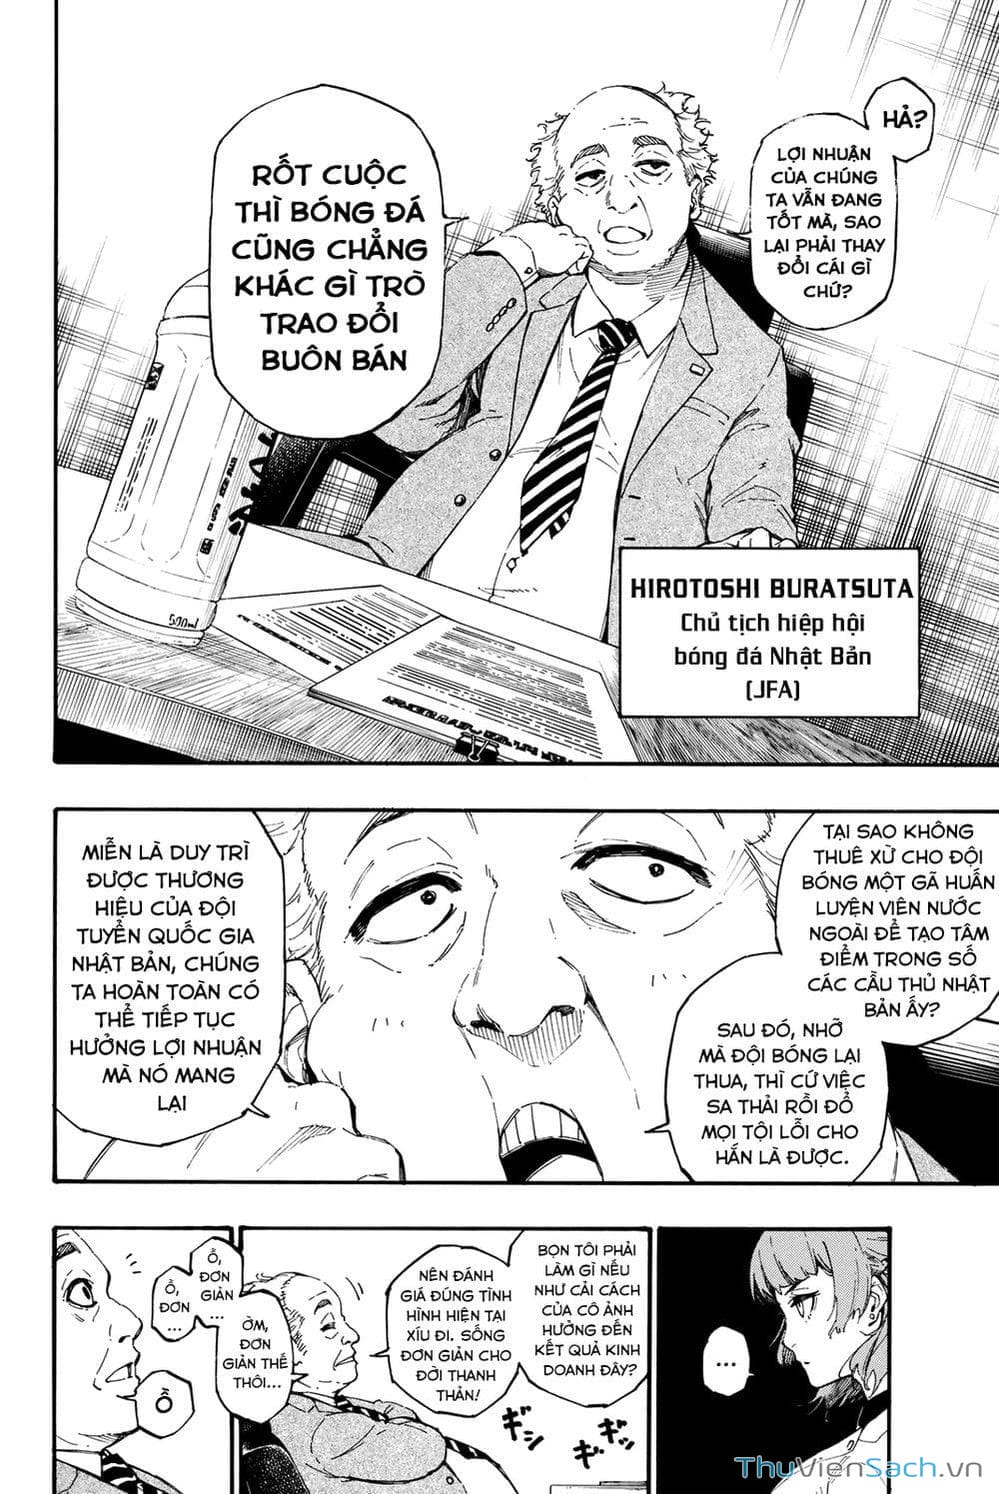 HẢ?
LỢI NHUẬN
CỦA CHÚNG
TA VẪN ĐANG
TỐT MÀ, SAO
LẠI PHẢI THAY
ĐỔI CÁI GÌ
CHỨ?
RỐT CUỘC
THÌ BÓNG ĐÁ
CŨNG CHẲNG
KHÁC GÌ TRÒ
TRAO ĐỔI
BUÔN BÁN
500ml
HIROTOSHI BURATSUTA
Chủ tịch hiệp hội
bóng đá Nhật Bản
(JFA)
TẠI SAO KHÔNG
THUÊ XỪ CHO ĐỘI
BÓNG MỘT GÃ HUẤN
LUYỆN VIÊN NƯỚC
NGOÀI ĐỂ TẠO TÂM
ĐIỂM TRONG SỐ
CÁC CẦU THỦ NHẬT
BẢN ẤY?
SAU ĐÓ, NHỠ
MÀ ĐỘI BÓNG LẠI
THUA, THÌ CỨ VIỆC
SA THẢI RỒI ĐỔ
MỌI TỘI LỖI CHO
HẮN LÀ ĐƯỢC.
MIỄN LÀ DUY TRÌ
ĐƯỢC THƯƠNG
HIỆU CỦA ĐỘI
TUYỂN QUỐC GIA
NHẬT BẢN, CHÚNG
TA HOÀN TOÀN CÓ
THỂ TIẾP TỤC
HƯỞNG LỢI NHUẬN
MÀ NÓ MANG
LẠI
...
BỌN TÔI PHẢI
LÀM GÌ NẾU
NHƯ CẢI CÁCH
CỦA CÔ ẢNH
HƯỞNG ĐẾN
KẾT QUẢ KINH
DOANH ĐÂY?
NÊN ĐÁNH
GIÁ ĐÚNG TÌNH
HÌNH HIỆN TẠI
XÍU ĐI. SỐNG
ĐƠN GIẢN CHO
ĐỜI THANH
THẢN!
ギシ
ギシ
ỜM,
ĐƠN
GIẢN THẾ
THÔI...
Ồ,
ĐƠN
GIẢN
...
Ồ,
ĐƠN
...
Ồ
ThuVienSach.vn